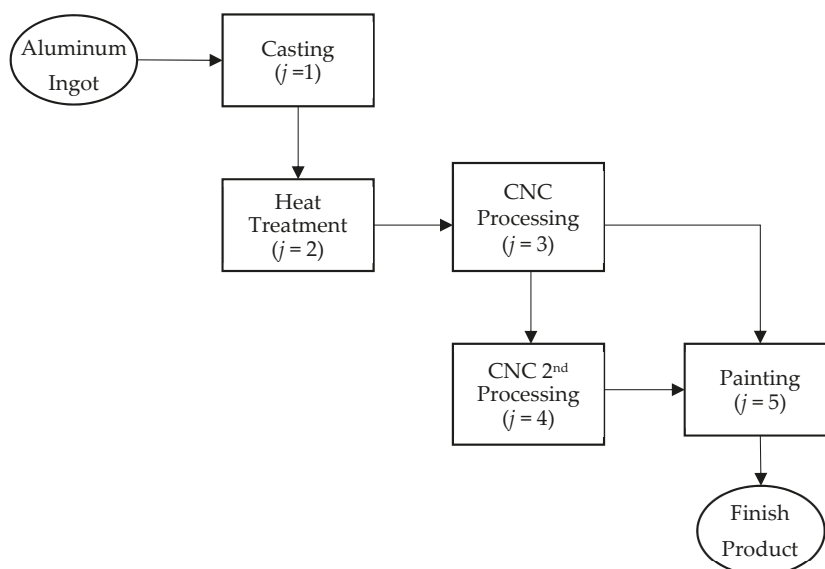 Aluminum
Ingot
Casting
(j =1)
Heat
Treatment
(j = 2)
CNC
Processing
(j = 3)
CNC 2nd
Processing
(j = 4)
Painting
(j = 5)
Finish
Product